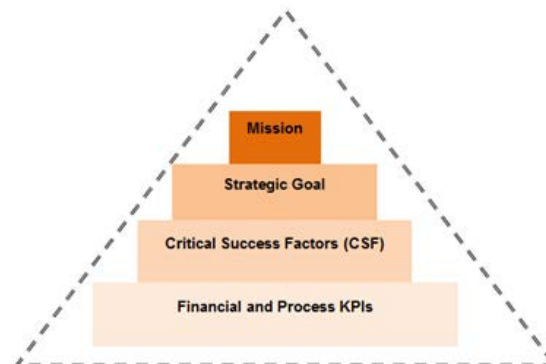 Mission
Strategic Goal
Critical Success Factors (CSF)
Financial and Process KPIs